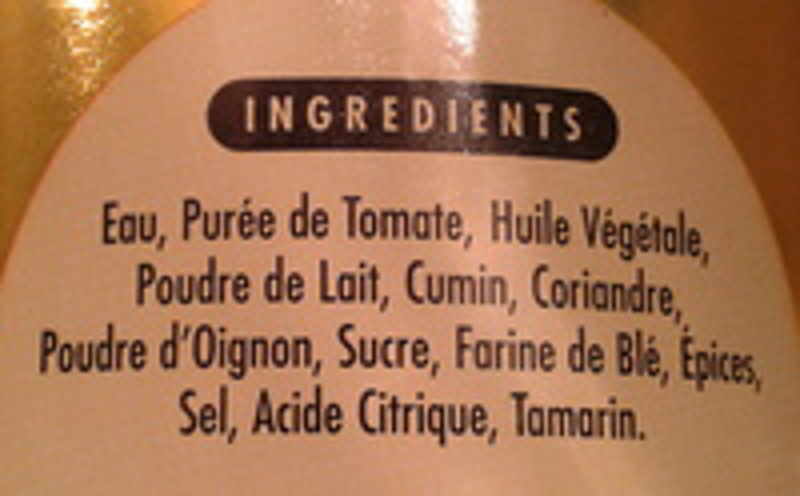 INGREDIENTS
Eau, Purée de Tomate, Huile Végétale,
Poudre de Lait, Cumin, Coriandre,
Poudre d'Oignon, Sucre, Farine de Blé, Épices,
Sel, Acide Citrique, Tamarin.